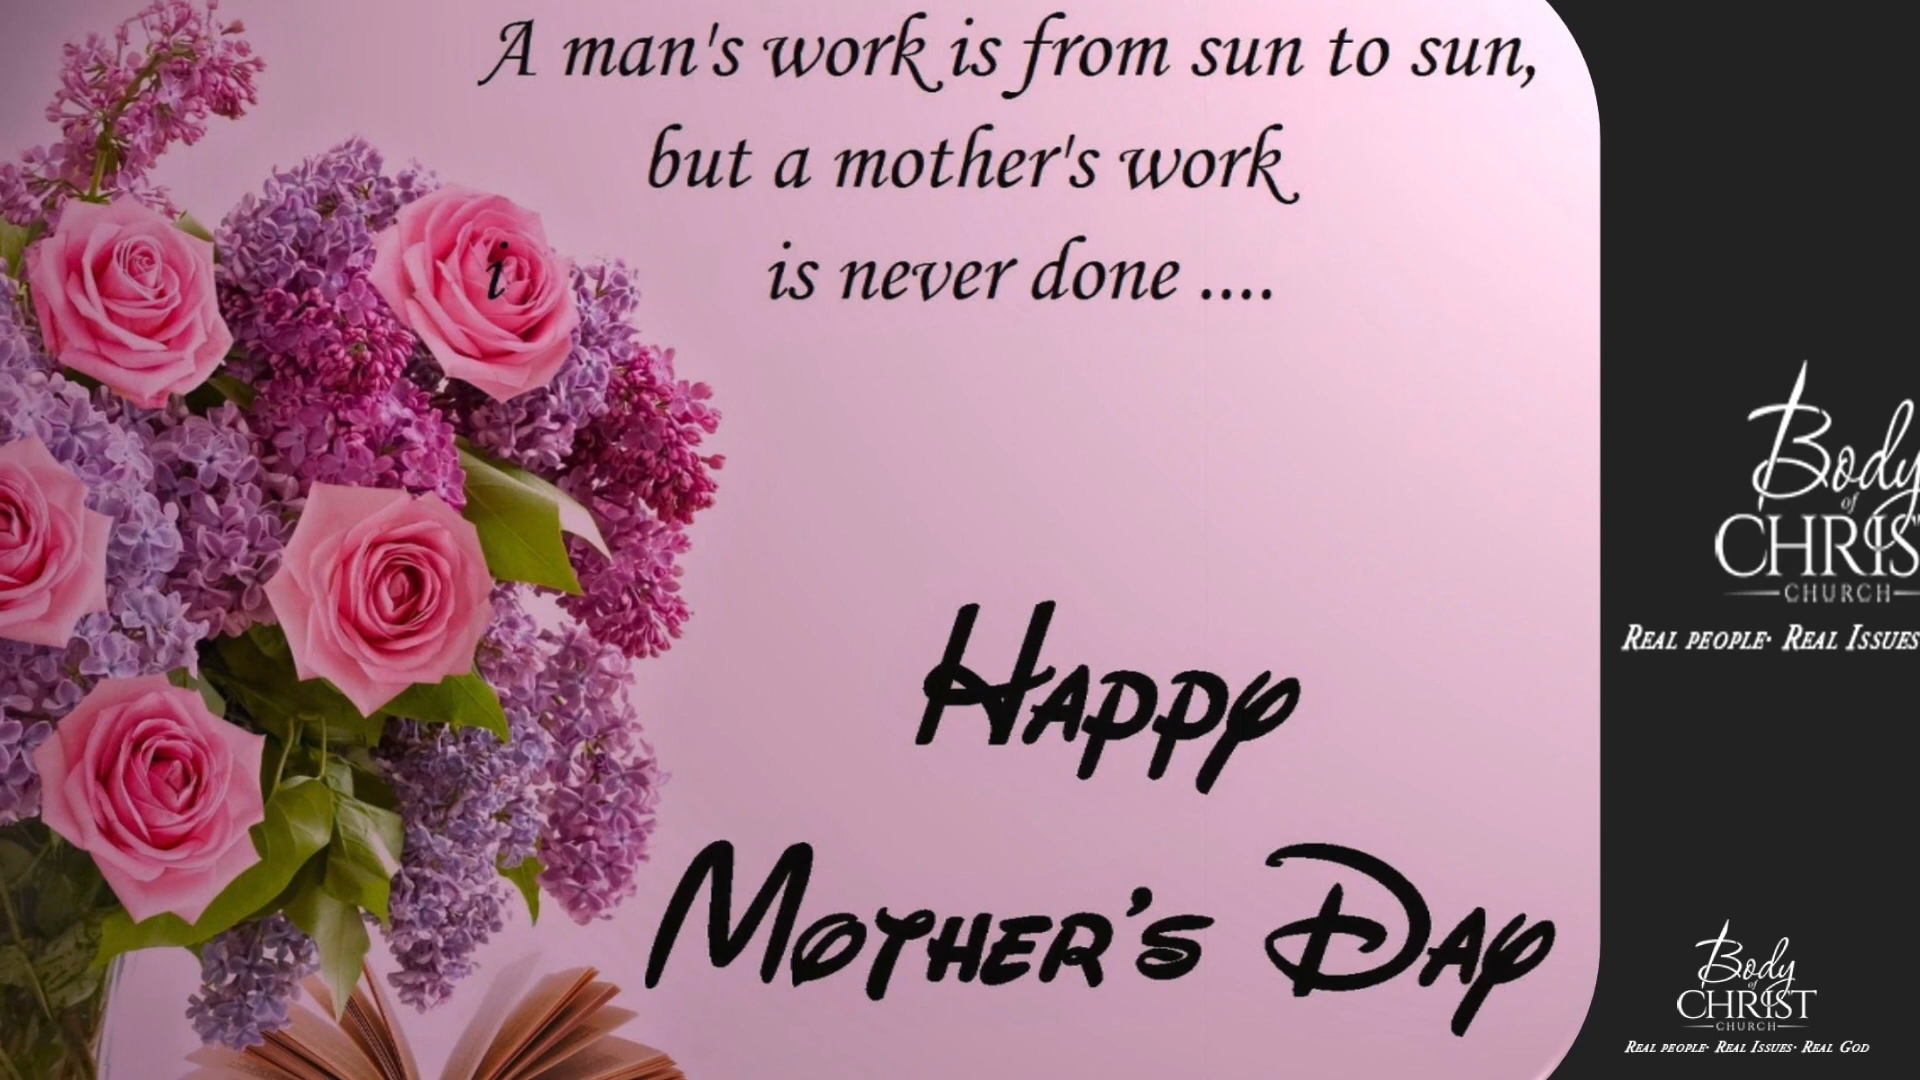 A man's work is from sun to sun,
but a mother's work
i is never done ....
Happy
Mother's Day
Body
of
CHRIS
CHURCH
Real people· Real Issues
Body
of
CHRIST
CHURCH
Real people· Real Issues· Real God